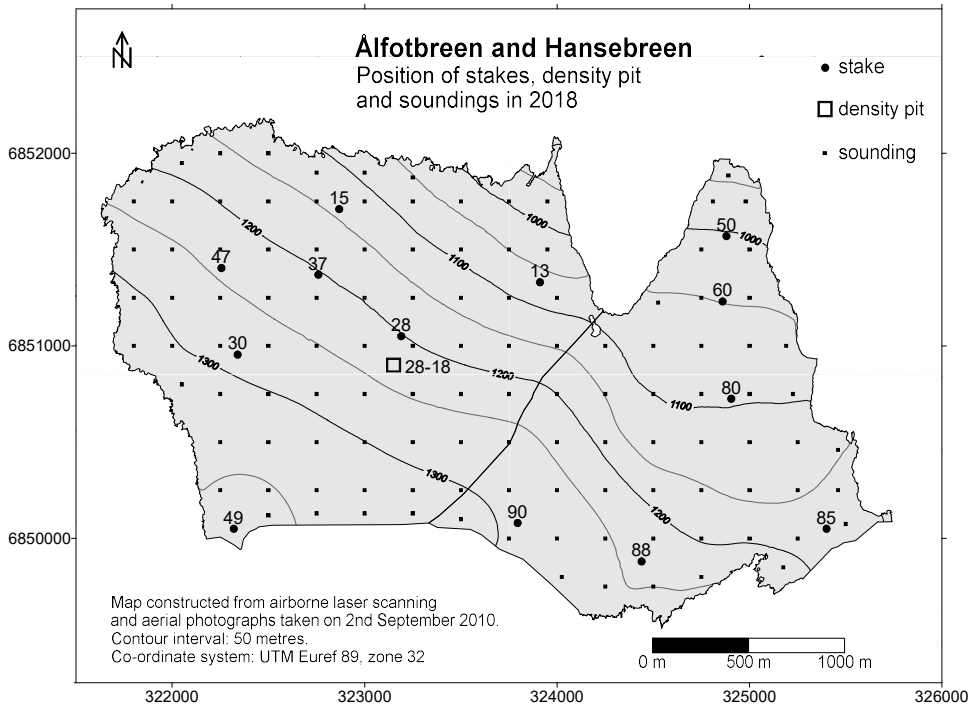 Ålfotbreen and Hansebreen
Position of stakes, density pit
and soundings in 2018
N
stake
density pit
sounding
6852000
6851000
6850000
15
1200
1000
50
1000
47
37
1100
13
60
28
30
1300
28-18
1200
80
1100
1300
49
90
1200
85
88
Map constructed from airborne laser scanning
and aerial photographs taken on 2nd September 2010.
Contour interval: 50 metres.
Co-ordinate system: UTM Euref 89, zone 32
0 m 500 m 1000 m
322000 323000 324000 325000 326000